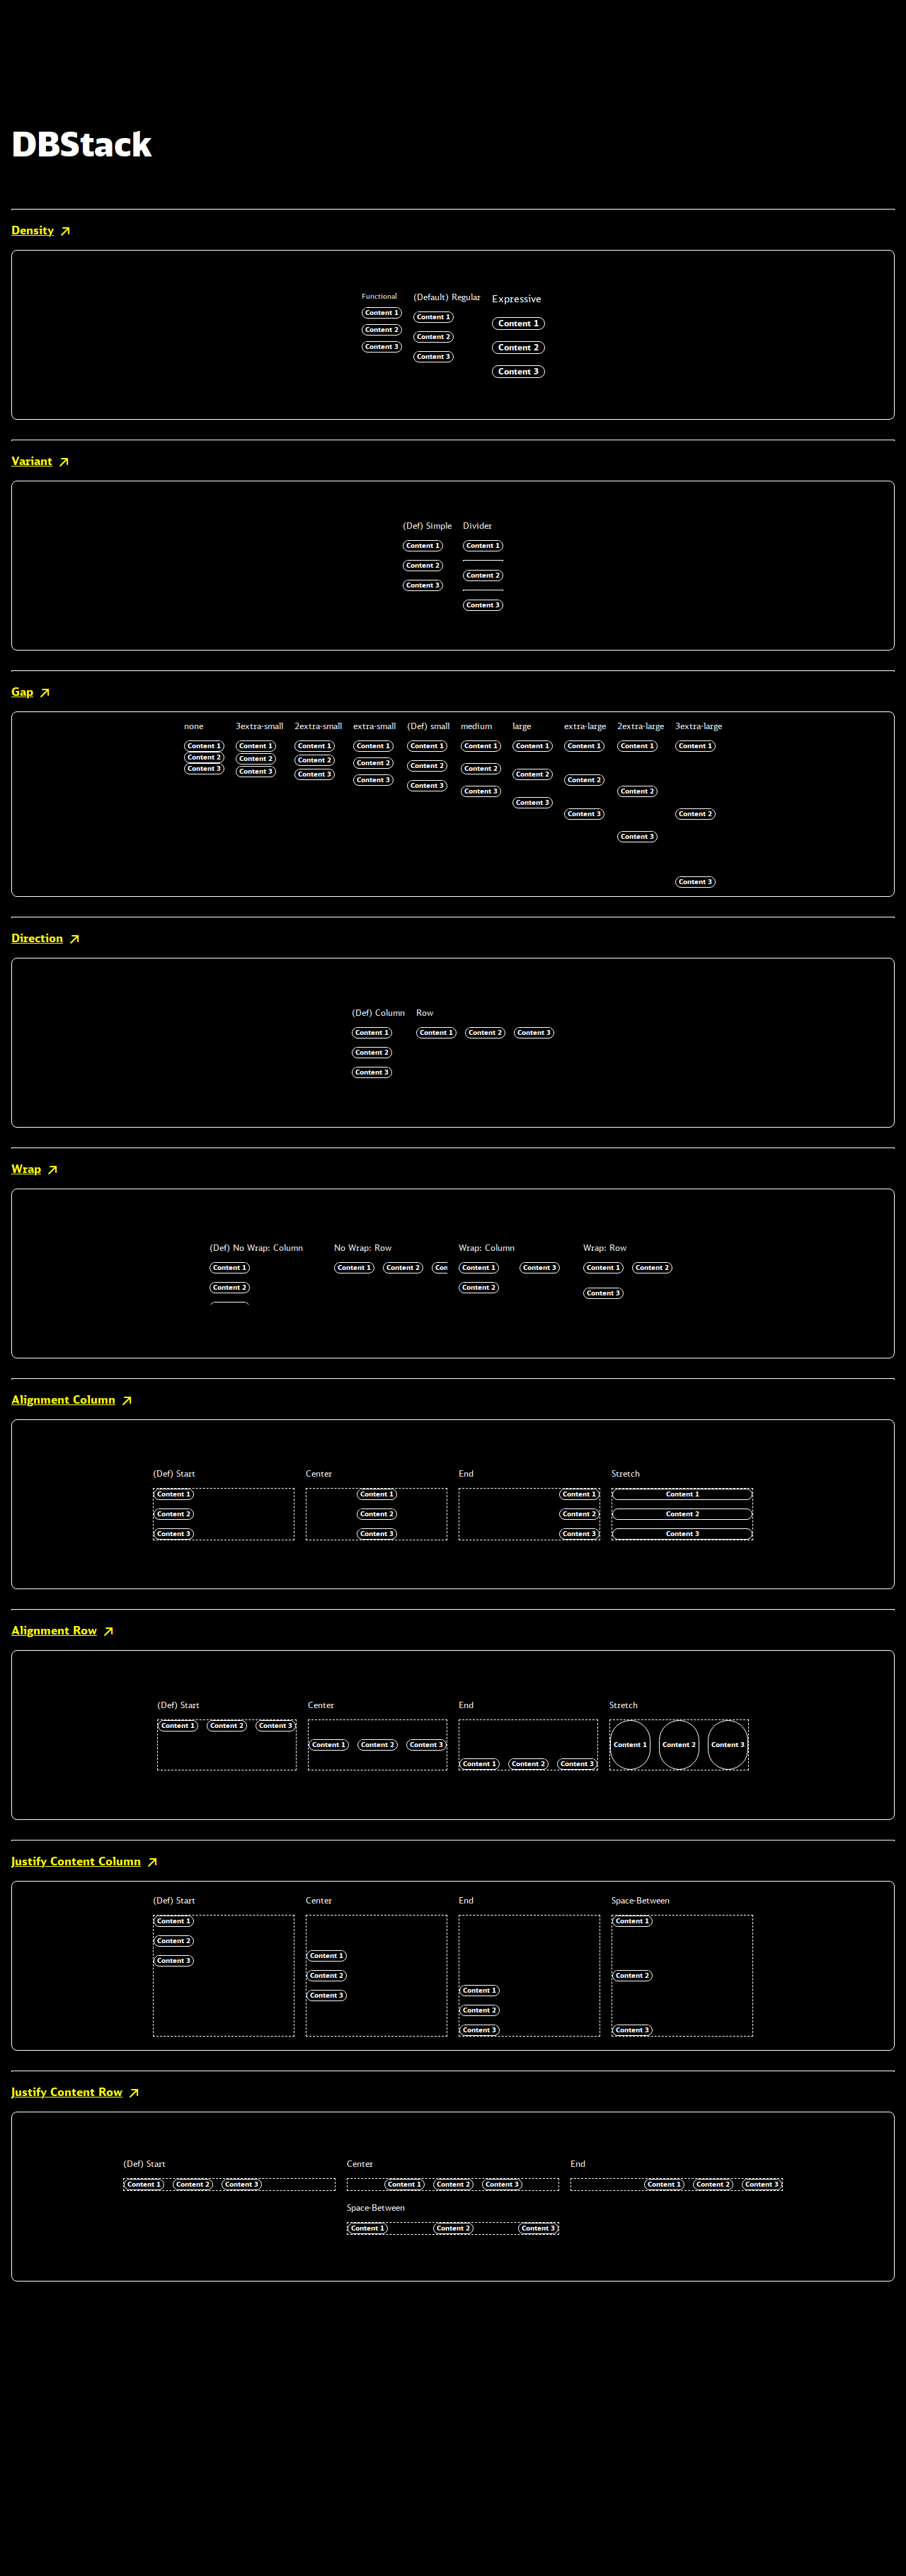 DBStack
Density
Functional (Default) Regular Expressive
Content 1 Content 1 Content 1
Content 2 Content 2 Content 2
Content 3 Content 3 Content 3
Variant
(Def) Simple Divider
Content 1 Content 1
Content 2 Content 2
Content 3 Content 3
Gap
none 3extra-small 2extra-small extra-small (Def) small medium large extra-large 2extra-large 3extra-large
Content 1 Content 1 Content 1 Content 1 Content 1 Content 1 Content 1 Content 1 Content 1 Content 1
Content 2 Content 2 Content 2 Content 2 Content 2 Content 2 Content 2 Content 2 Content 2 Content 2
Content 3 Content 3 Content 3 Content 3 Content 3 Content 3 Content 3 Content 3 Content 3 Content 3
Direction
(Def) Column Row
Content 1 Content 1 Content 2 Content 3
Content 2
Content 3
Wrap
(Def) No Wrap: Column No Wrap: Row Wrap: Column Wrap: Row
Content 1 Content 1 Content 2 Con Content 1 Content 3 Content 1 Content 2
Content 2 Content 2 Content 3
Alignment Column
(Def) Start Center End Stretch
Content 1 Content 1 Content 1 Content 1
Content 2 Content 2 Content 2 Content 2
Content 3 Content 3 Content 3 Content 3
Alignment Row
(Def) Start Center End Stretch
Content 1 Content 2 Content 3 Content 1 Content 2 Content 3 Content 1 Content 2 Content 3 Content 1 Content 2 Content 3
Justify Content Column
(Def) Start Center End Space-Between
Content 1 Content 1 Content 1 Content 1
Content 2 Content 2 Content 2 Content 2
Content 3 Content 3 Content 3 Content 3
Justify Content Row
(Def) Start Center End
Content 1 Content 2 Content 3 Content 1 Content 2 Content 3 Content 1 Content 2 Content 3
Space-Between
Content 1 Content 2 Content 3